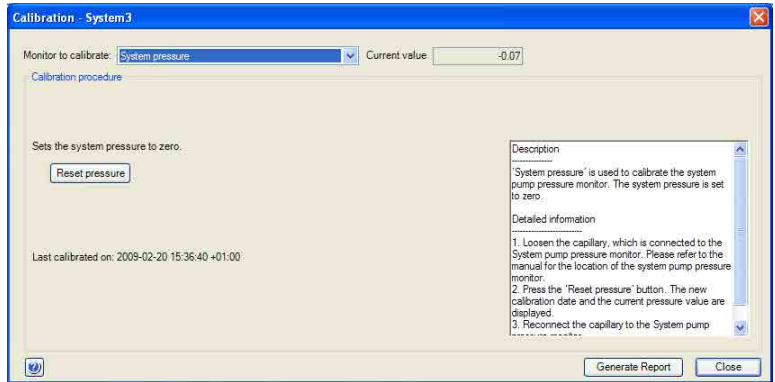 Calibration - System3
Monitor to calibrate: System pressure Current value -0.07
Calibration procedure
Sets the system pressure to zero.
Reset pressure
Last calibrated on: 2009-02-20 15:36:40 +01:00
Description
---------------
'System pressure' is used to calibrate the system
pump pressure monitor. The system pressure is set
to zero.
Detailed information
--------------------------
1. Loosen the capillary, which is connected to the
System pump pressure monitor. Please refer to the
manual for the location of the system pump pressure
monitor.
2. Press the 'Reset pressure' button. The new
calibration date and the current pressure value are
displayed.
3. Reconnect the capillary to the System pump
pressure monitor
Generate Report Close